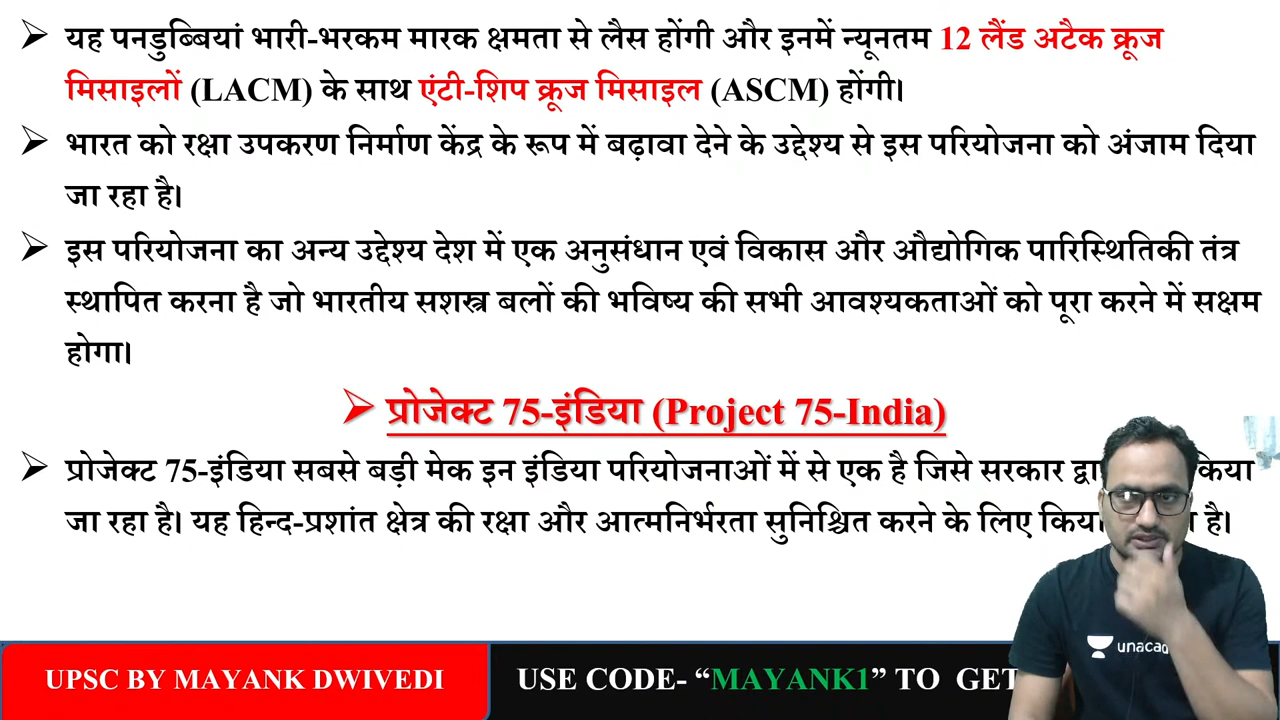 ➢ यह पनडुब्बियां भारी-भरकम मारक क्षमता से लैस होंगी और इनमें न्यूनतम 12 लैंड अटैक क्रूज
मिसाइलों (LACM) के साथ एंटी-शिप क्रूज मिसाइल (ASCM) होंगी।
➢ भारत को रक्षा उपकरण निर्माण केंद्र के रूप में बढ़ावा देने के उद्देश्य से इस परियोजना को अंजाम दिया
जा रहा है।
➢ इस परियोजना का अन्य उद्देश्य देश में एक अनुसंधान एवं विकास और औद्योगिक पारिस्थितिकी तंत्र
स्थापित करना है जो भारतीय सशस्त्र बलों की भविष्य की सभी आवश्यकताओं को पूरा करने में सक्षम
होगा।
➢ प्रोजेक्ट 75-इंडिया (Project 75-India)
➢ प्रोजेक्ट 75-इंडिया सबसे बड़ी मेक इन इंडिया परियोजनाओं में से एक है जिसे सरकार किया
जा रहा है। यह हिन्द-प्रशांत क्षेत्र की रक्षा और आत्मनिर्भरता सुनिश्चित करने के लिए है।
UPSC BY MAYANK DWIVEDI
USE CODE- “MAYANK1” TO GET